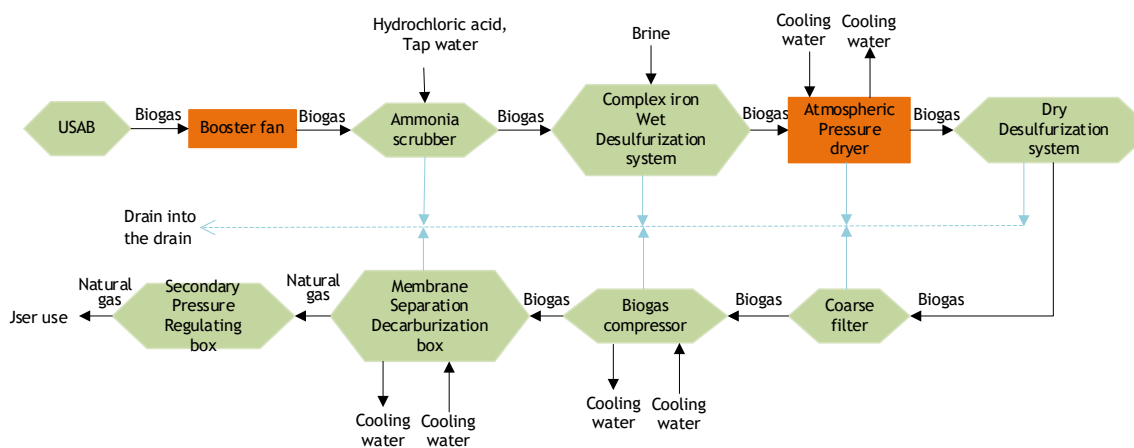 Hydrochloric acid,
Tap water
Brine
Cooling
water
Cooling
water
USAB
Biogas
Booster fan
Biogas
Ammonia
scrubber
Biogas
Complex iron
Wet
Desulfurization
system
Biogas
Atmospheric
Pressure
dryer
Biogas
Dry
Desulfurization
system
Drain into
the drain
Jser use
Natural
gas
Secondary
Pressure
Regulating
box
Natural
gas
Membrane
Separation
Decarburization
box
Biogas
Biogas
compressor
Biogas
Coarse
filter
Biogas
Cooling
water
Cooling
water
Cooling
water
Cooling
water